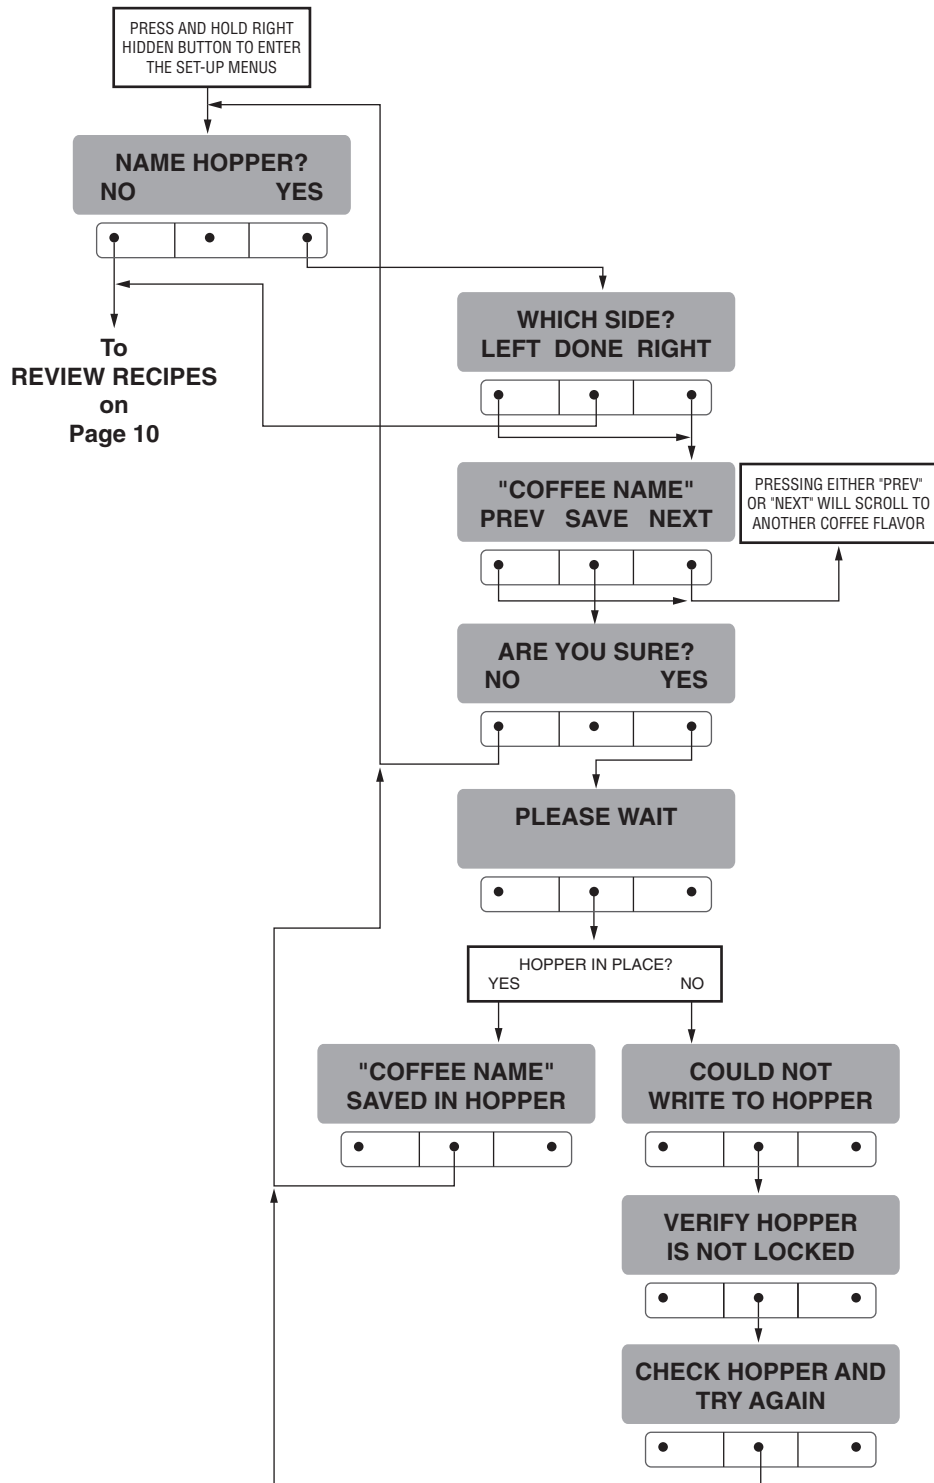 PRESS AND HOLD RIGHT
HIDDEN BUTTON TO ENTER
THE SET-UP MENUS
NAME HOPPER?
NO YES
WHICH SIDE?
LEFT DONE RIGHT
To
REVIEW RECIPES
on
Page 10
"COFFEE NAME"
PREV SAVE NEXT
PRESSING EITHER "PREV"
OR "NEXT" WILL SCROLL TO
ANOTHER COFFEE FLAVOR
ARE YOU SURE?
NO YES
PLEASE WAIT
HOPPER IN PLACE?
YES NO
"COFFEE NAME"
SAVED IN HOPPER
COULD NOT
WRITE TO HOPPER
VERIFY HOPPER
IS NOT LOCKED
CHECK HOPPER AND
TRY AGAIN